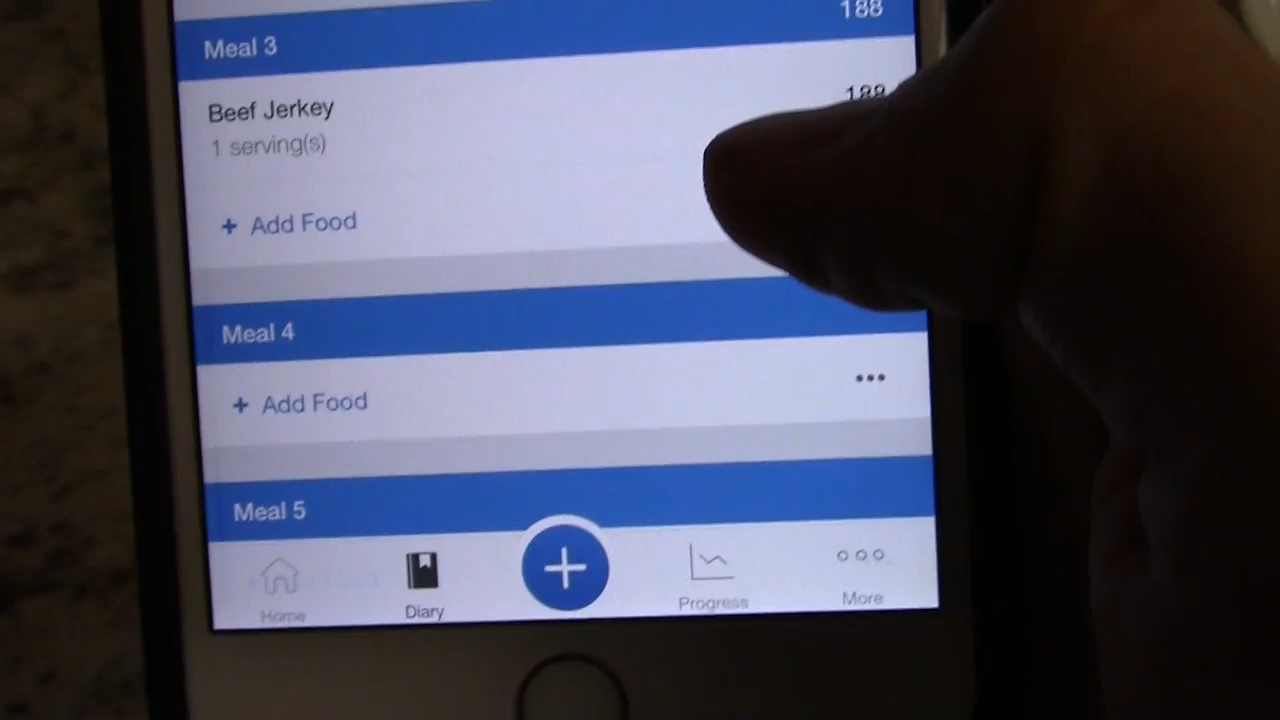 188
Meal 3
Beef Jerkey
188
1 serving(s)
+ Add Food
Meal 4
+ Add Food
Meal 5
Home
Diary
Progress
More